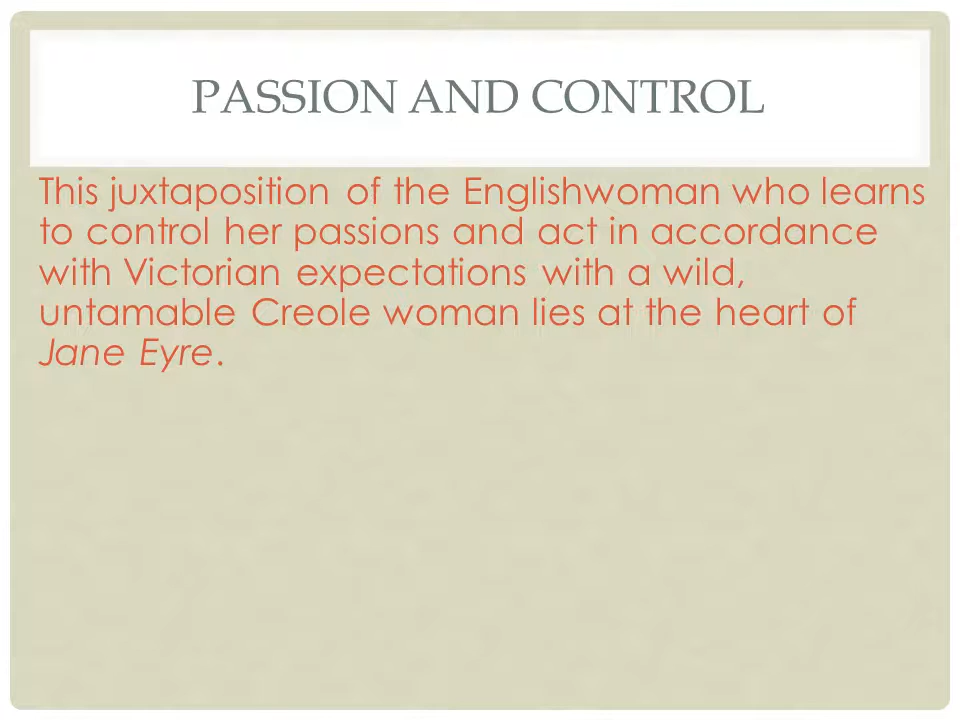 PASSION AND CONTROL
This juxtaposition of the Englishwoman who learns
to control her passions and act in accordance
with Victorian expectations with a wild,
untamable Creole woman lies at the heart of
Jane Eyre.